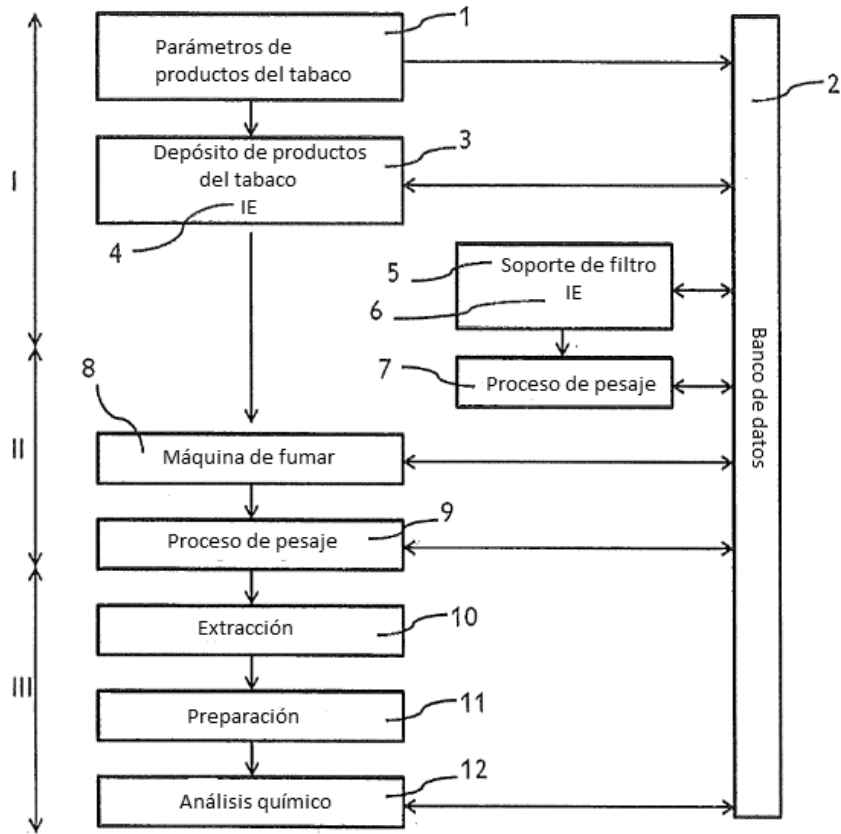 1
Parámetros de
productos del tabaco
2
3
Depósito de productos
del tabaco
IE
4
I
5
Soporte de filtro
6
IE
7
Proceso de pesaje
Banco de datos
8
II
Máquina de fumar
9
Proceso de pesaje
10
Extracción
III
11
Preparación
12
Análisis químico